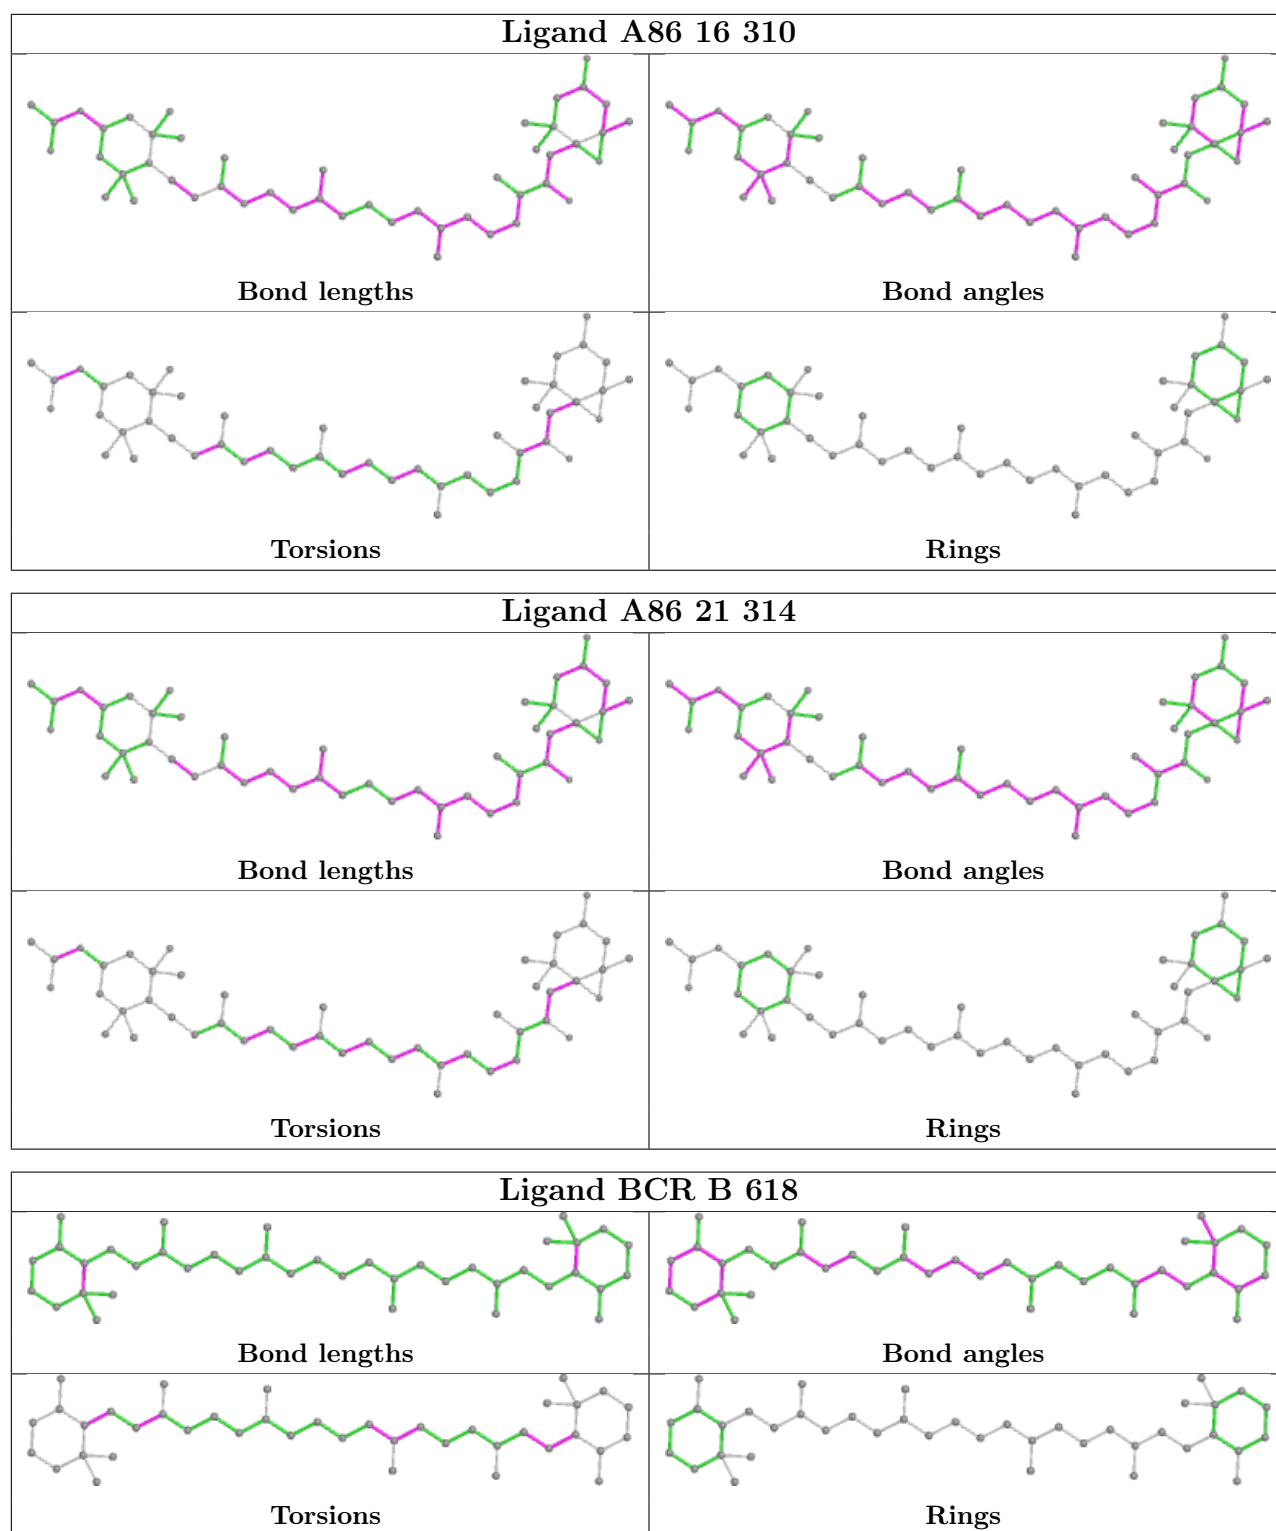 Ligand A86 16 310
Bond lengths
Bond angles
Torsions
Rings
Ligand A86 21 314
Bond lengths
Bond angles
Torsions
Rings
Ligand BCR B 618
Bond lengths
Bond angles
Torsions
Rings